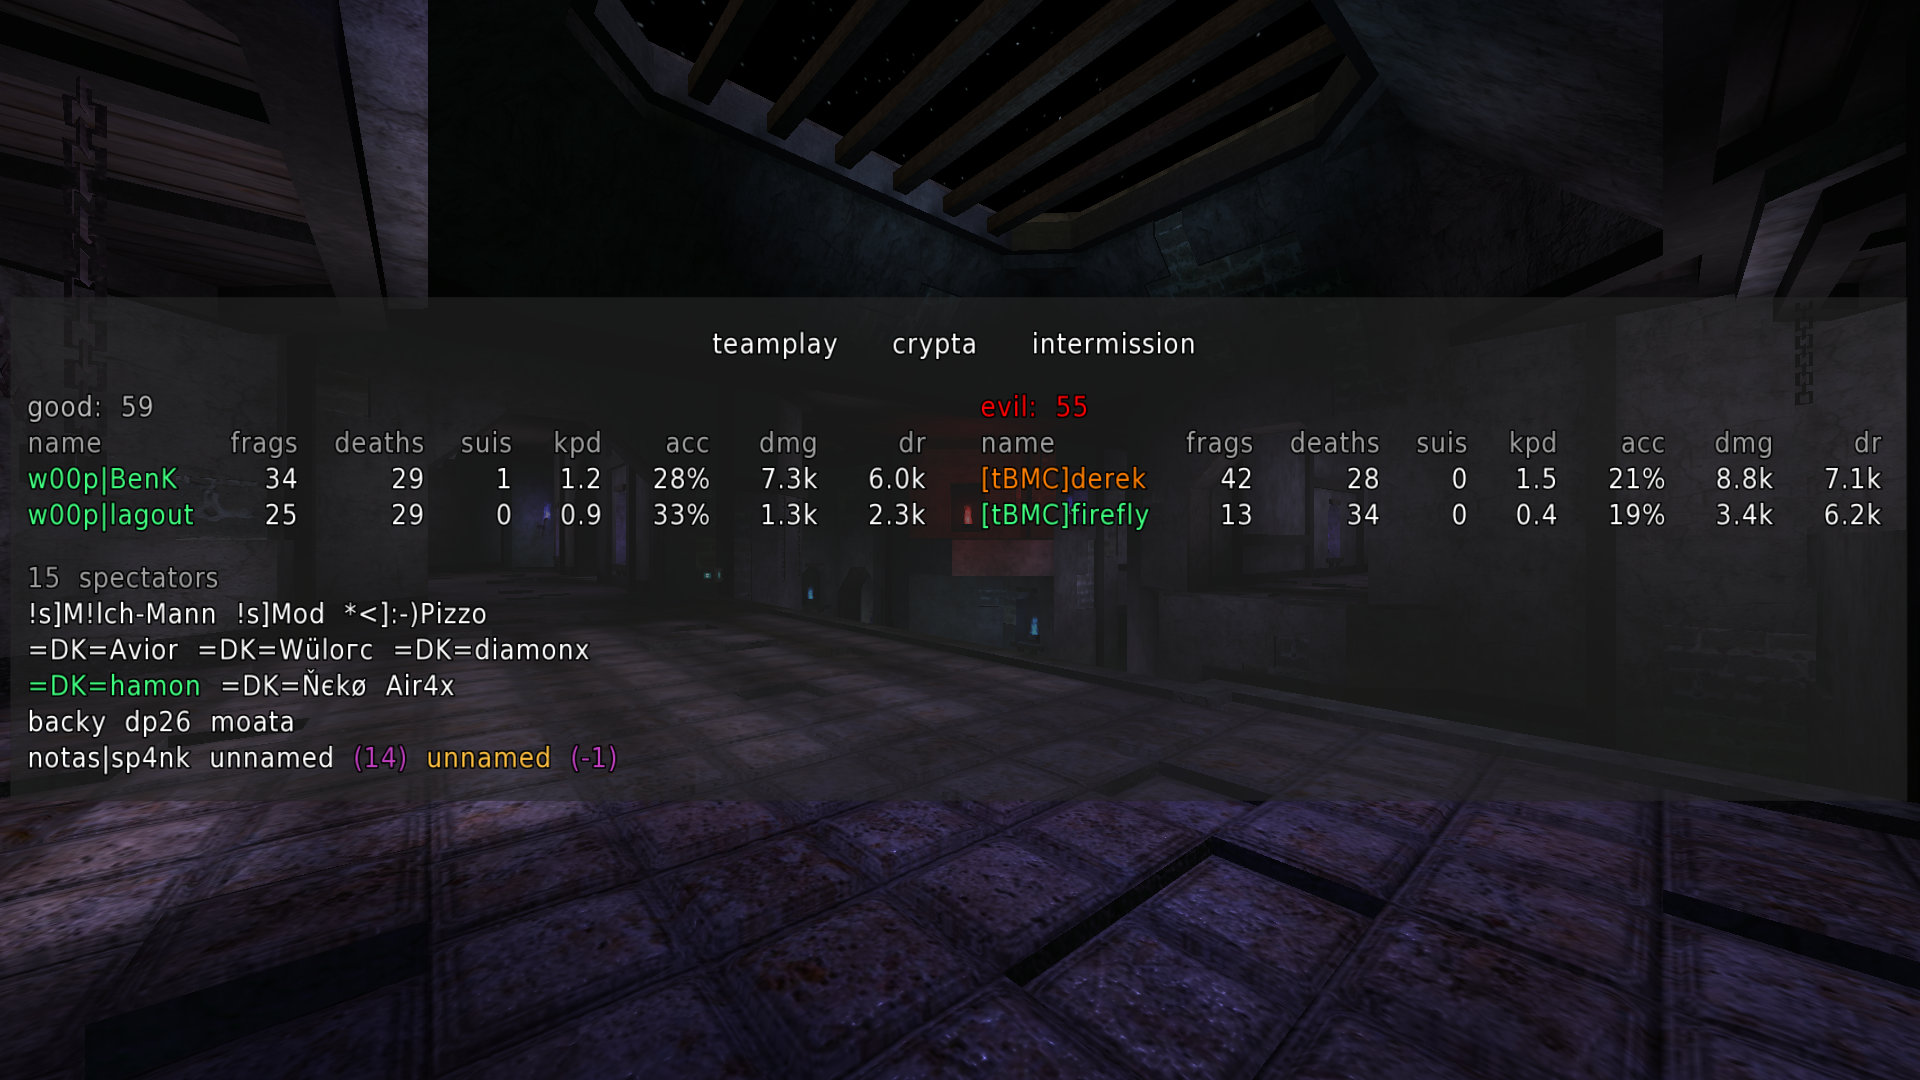 teamplay crypta intermission
good: 59 evil: 55
name frags deaths suis kpd acc dmg dr name frags deaths suis kpd acc dmg dr
w00p|BenK 34 29 1 1.2 28% 7.3k 6.0k [tBMC]derek 42 28 0 1.5 21% 8.8k 7.1k
w00p|lagout 25 29 0 0.9 33% 1.3k 2.3k [tBMC]firefly 13 34 0 0.4 19% 3.4k 6.2k
15 spectators
!s]M!lch-Mann !s]Mod *<]:-)Pizzo
=DK=Avior =DK=Wüloгc =DK=diamonx
=DK=hamon =DK=Ňєkø Air4x
backy dp26 moata
notas|sp4nk unnamed (14) unnamed (-1)